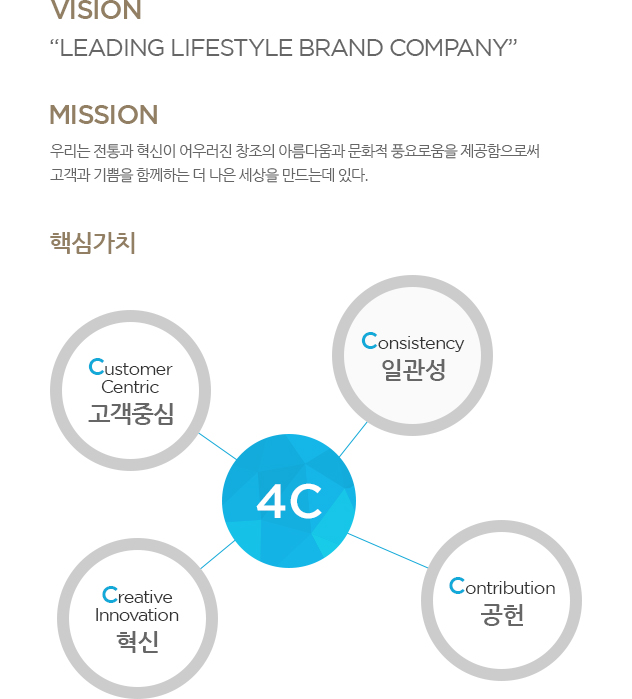 VISION
“LEADING LIFESTYLE BRAND COMPANY”
MISSION
우리는 전통과 혁신이 어우러진 창조의 아름다움과 문화적 풍요로움을 제공함으로써
고객과 기쁨을 함께하는 더 나은 세상을 만드는데 있다.
핵심가치
Customer
Centric
고객중심
Consistency
일관성
4C
Creative
Innovation
혁신
Contribution
공헌